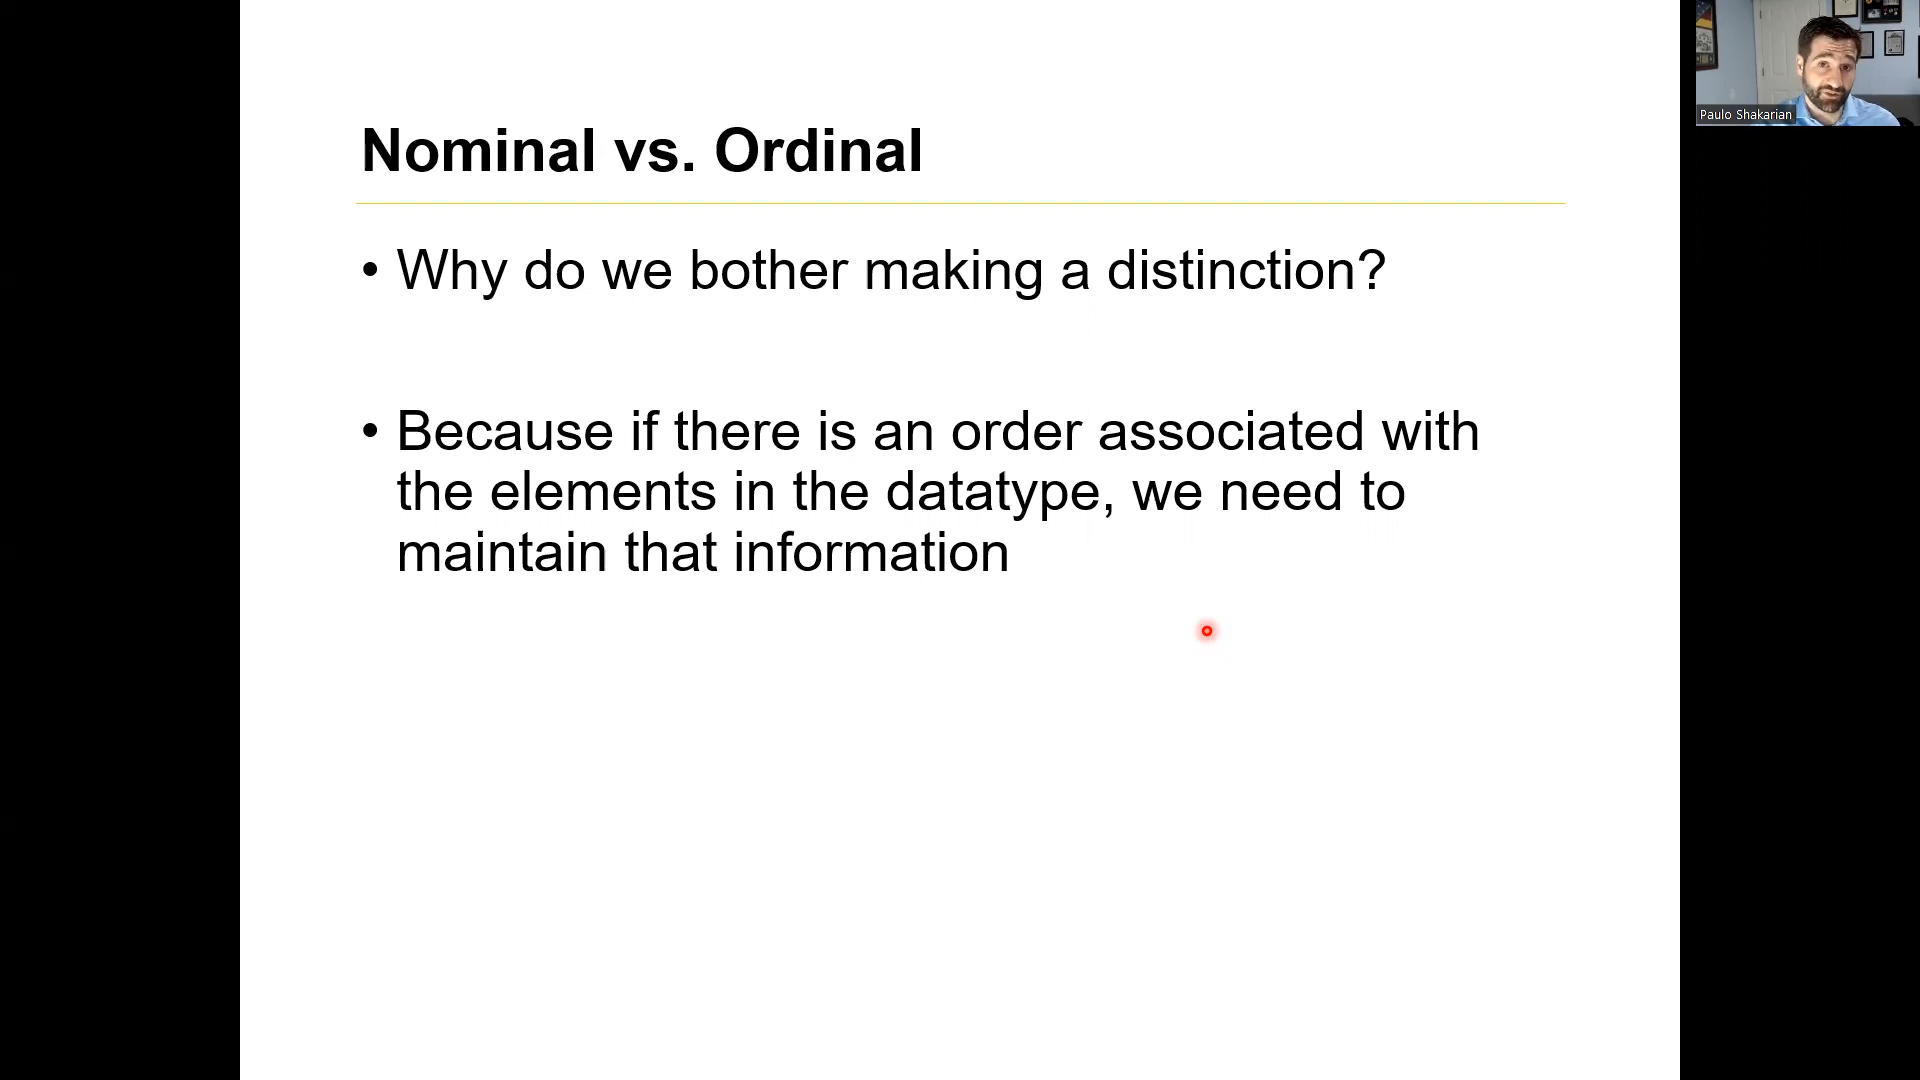 Nominal vs. Ordinal
• Why do we bother making a distinction?
• Because if there is an order associated with
the elements in the datatype, we need to
maintain that information
Paulo Shakarian